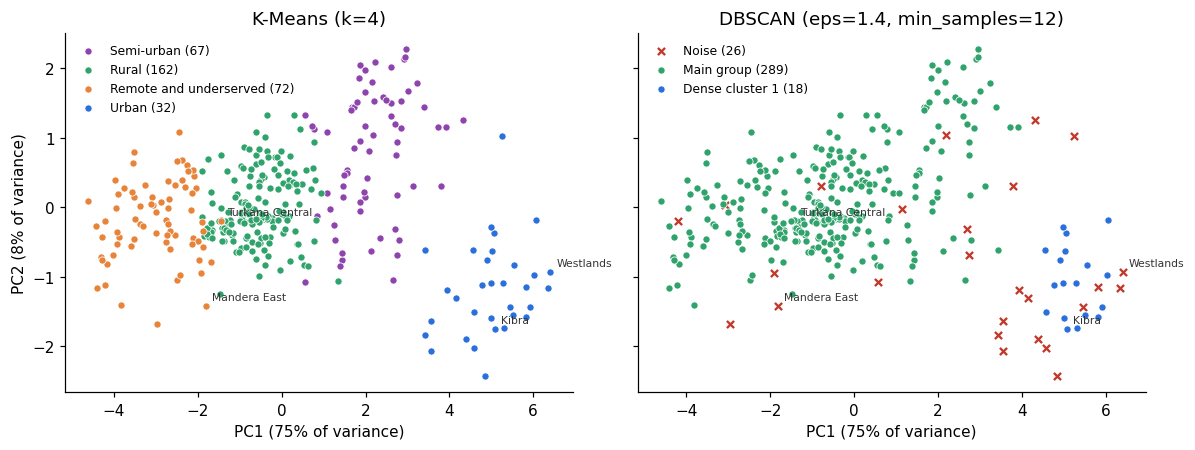 K-Means (k=4)
Semi-urban (67)
Rural (162)
Remote and underserved (72)
Urban (32)
Turkana Central
Mandera East
Westlands
Kibra
PC2 (8% of variance)
2
1
0
−1
−2
−4
−2
0
2
4
6
PC1 (75% of variance)
DBSCAN (eps=1.4, min_samples=12)
Noise (26)
Main group (289)
Dense cluster 1 (18)
Turkana Central
Mandera East
Westlands
Kibra
−4
−2
0
2
4
6
PC1 (75% of variance)